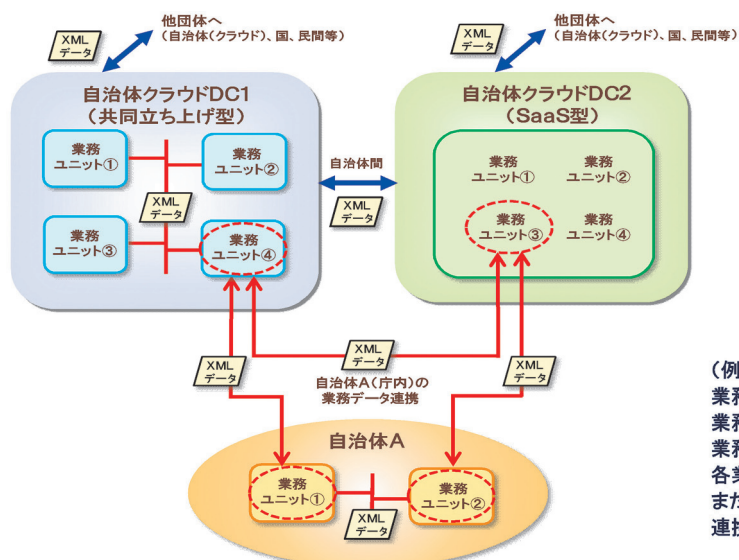 XML
データ
他団体へ
（自治体（クラウド）、国、民間等）
XML
データ
他団体へ
（自治体（クラウド）、国、民間等）
自治体クラウドDC1
（共同立ち上げ型）
業務
ユニット①
業務
ユニット②
XML
データ
業務
ユニット③
業務
ユニット④
自治体間
XML
データ
自治体クラウドDC2
（SaaS型）
業務
ユニット①
業務
ユニット②
業務
ユニット③
業務
ユニット④
XML
データ
XML
データ
XML
データ
自治体A（庁内）の
業務データ連携
自治体A
業務
ユニット①
業務
ユニット②
XML
データ
（例
業務
業務
業務
各業
また
連携